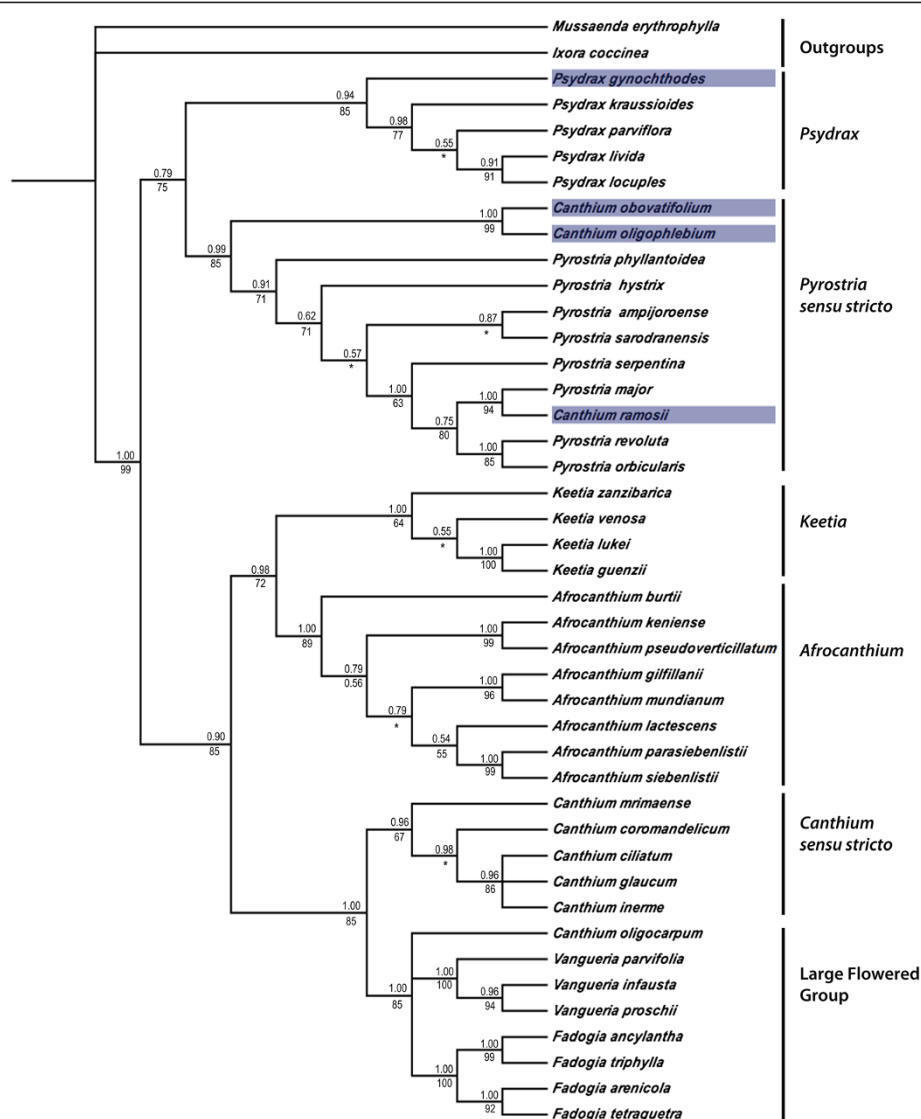 Mussaenda erythrophylla
Ixora coccinea
Outgroups
Psydrax gynochthodes
0.94
85
Psydrax kraussioides
0.98
77
Psydrax parviflora
0.55
*
Psydrax livida
0.91
91
Psydrax locuples
Psydrax
0.79
75
Canthium obovatifolium
1.00
99
Canthium oligophlebium
0.99
85
Pyrostria phyllantoidea
0.91
71
Pyrostria hystrix
0.62
71
Pyrostria ampijoroense
0.87
*
Pyrostria sarodranensis
0.57
*
Pyrostria serpentina
1.00
63
Pyrostria major
1.00
94
Canthium ramosii
0.75
80
Pyrostria revoluta
1.00
85
Pyrostria orbicularis
Pyrostria
sensu stricto
1.00
99
Keetia zanzibarica
1.00
64
Keetia venosa
0.55
*
Keetia lukei
1.00
100
Keetia guenzii
Keetia
0.98
72
Afrocanthium burtii
1.00
89
Afrocanthium keniense
1.00
99
Afrocanthium pseudoverticillatum
0.79
0.56
Afrocanthium gilfillanii
1.00
96
Afrocanthium mundianum
0.79
*
Afrocanthium lactescens
0.54
55
Afrocanthium parasiebenlistii
1.00
99
Afrocanthium siebenlistii
Afrocanthium
0.90
85
Canthium mrimaense
0.96
67
Canthium coromandelicum
0.98
*
Canthium ciliatum
Canthium glaucum
0.96
86
Canthium inerme
Canthium
sensu stricto
1.00
85
Canthium oligocarpum
1.00
85
Vangueria parvifolia
1.00
100
Vangueria infausta
0.96
94
Vangueria proschii
Fadogia ancylantha
1.00
99
Fadogia triphylla
1.00
100
Fadogia arenicola
1.00
92
Fadogia tetraquetra
Large Flowered
Group